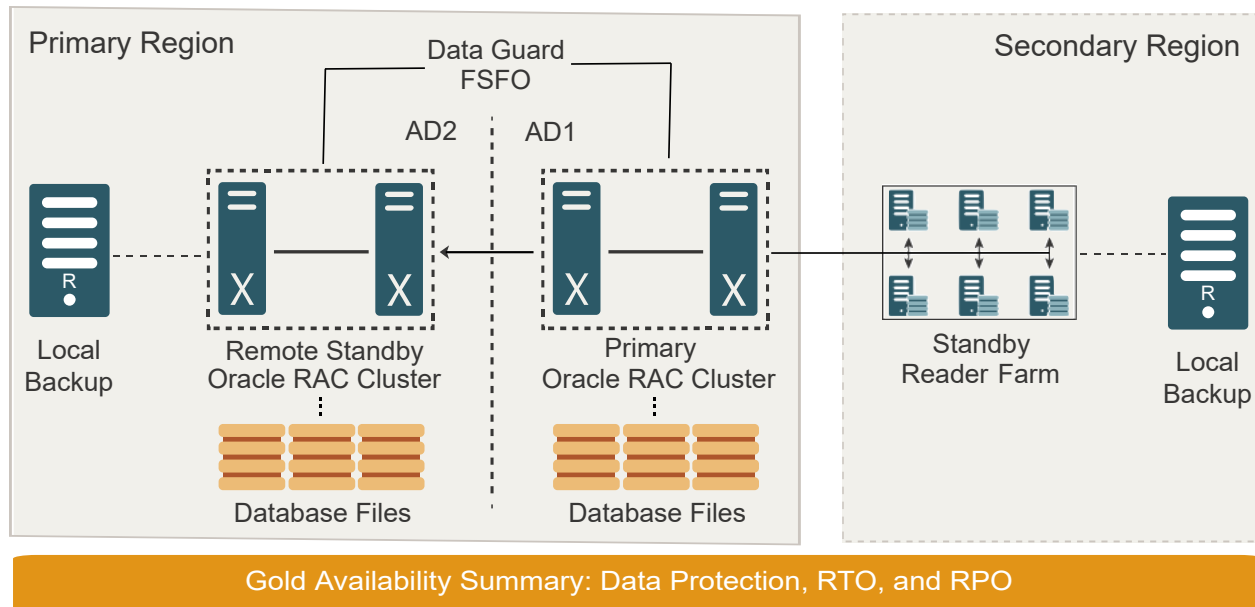 Primary Region
Secondary Region
Data Guard
FSFO
AD2
AD1
R
X
X
X
X
R
Local
Backup
Remote Standby
Oracle RAC Cluster
Primary
Oracle RAC Cluster
Standby
Reader Farm
Local
Backup
Database Files
Database Files
Gold Availability Summary: Data Protection, RTO, and RPO